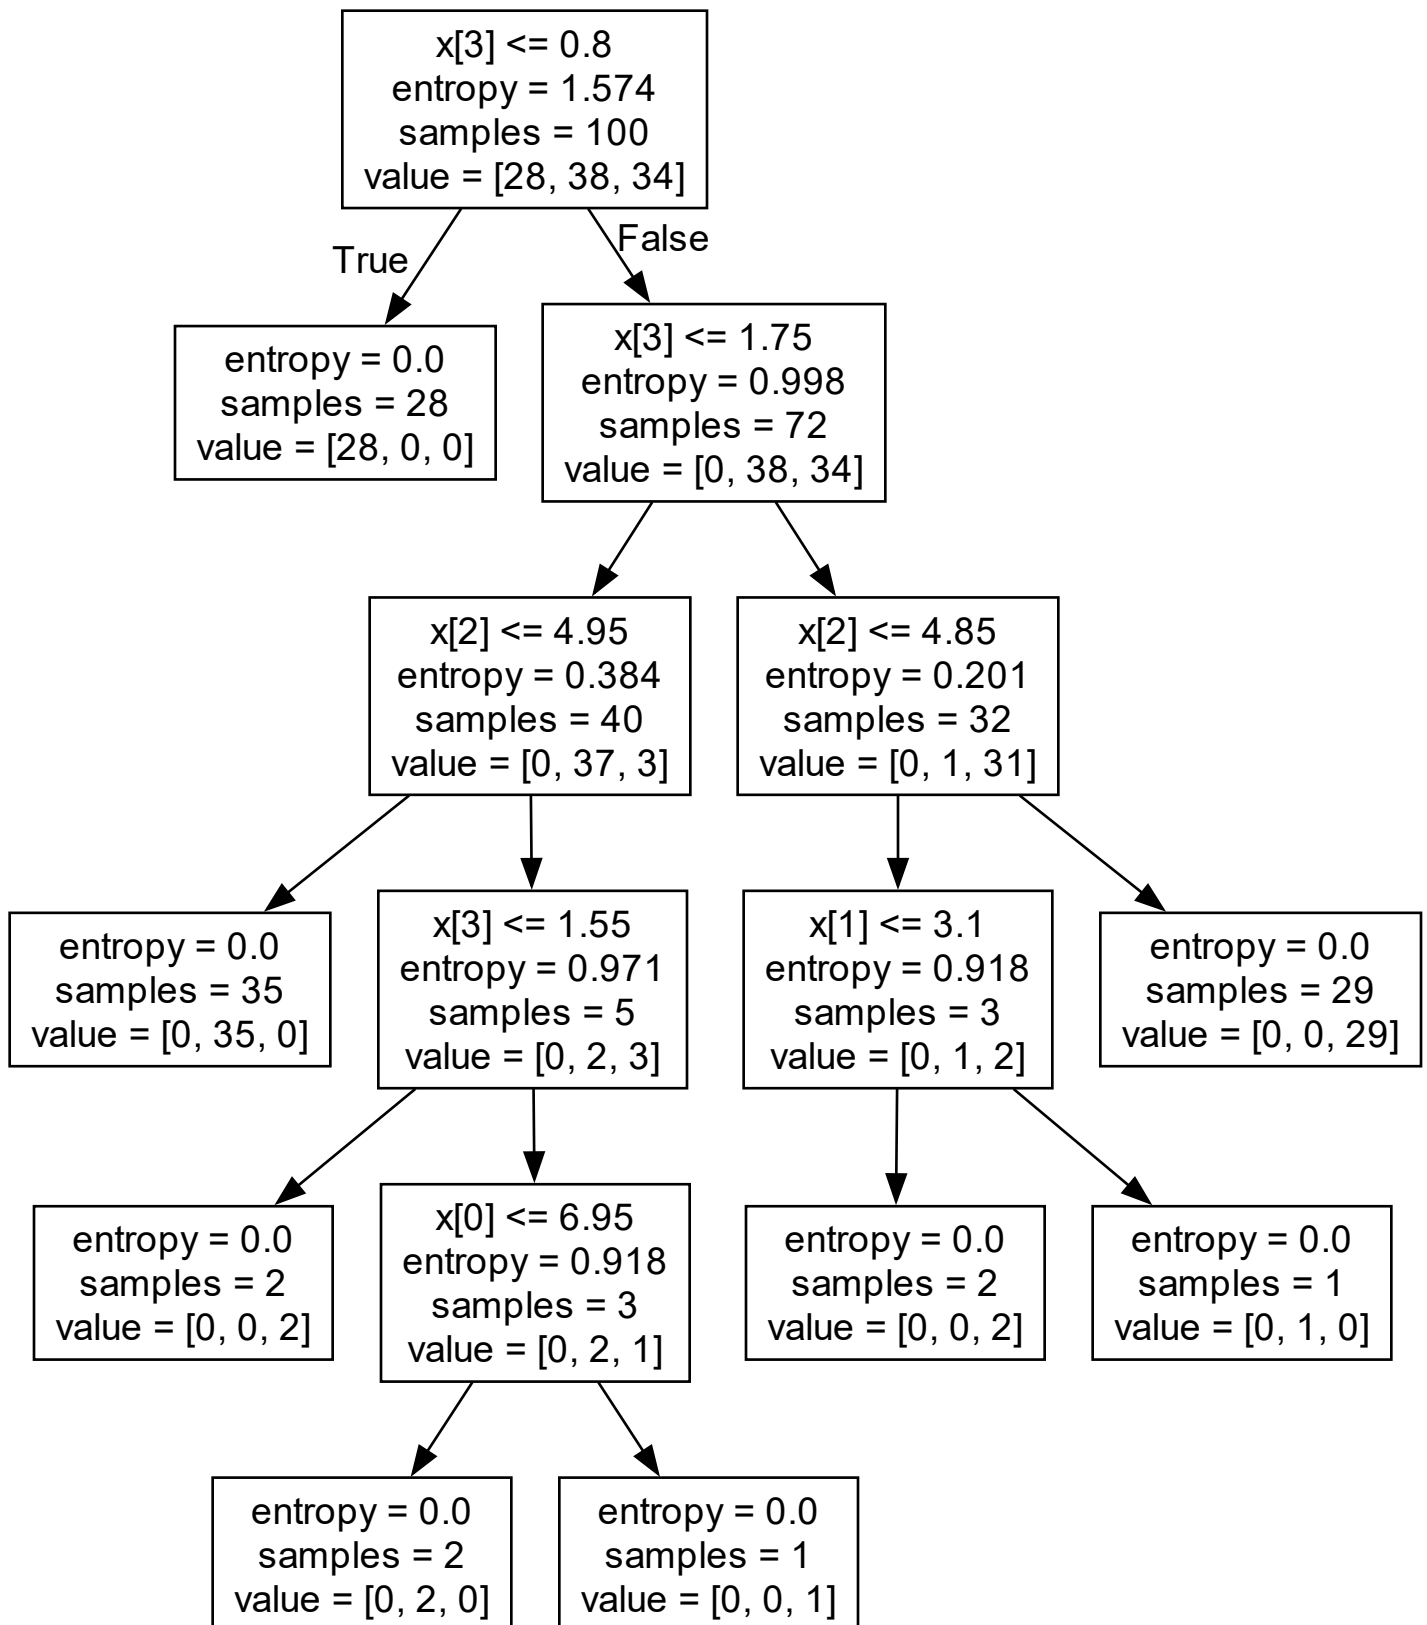 x[3] <= 0.8
entropy = 1.574
samples = 100
value = [28, 38, 34]
True
False
entropy = 0.0
samples = 28
value = [28, 0, 0]
x[3] <= 1.75
entropy = 0.998
samples = 72
value = [0, 38, 34]
x[2] <= 4.95
entropy = 0.384
samples = 40
value = [0, 37, 3]
x[2] <= 4.85
entropy = 0.201
samples = 32
value = [0, 1, 31]
entropy = 0.0
samples = 35
value = [0, 35, 0]
x[3] <= 1.55
entropy = 0.971
samples = 5
value = [0, 2, 3]
x[1] <= 3.1
entropy = 0.918
samples = 3
value = [0, 1, 2]
entropy = 0.0
samples = 29
value = [0, 0, 29]
entropy = 0.0
samples = 2
value = [0, 0, 2]
x[0] <= 6.95
entropy = 0.918
samples = 3
value = [0, 2, 1]
entropy = 0.0
samples = 2
value = [0, 0, 2]
entropy = 0.0
samples = 1
value = [0, 1, 0]
entropy = 0.0
samples = 2
value = [0, 2, 0]
entropy = 0.0
samples = 1
value = [0, 0, 1]